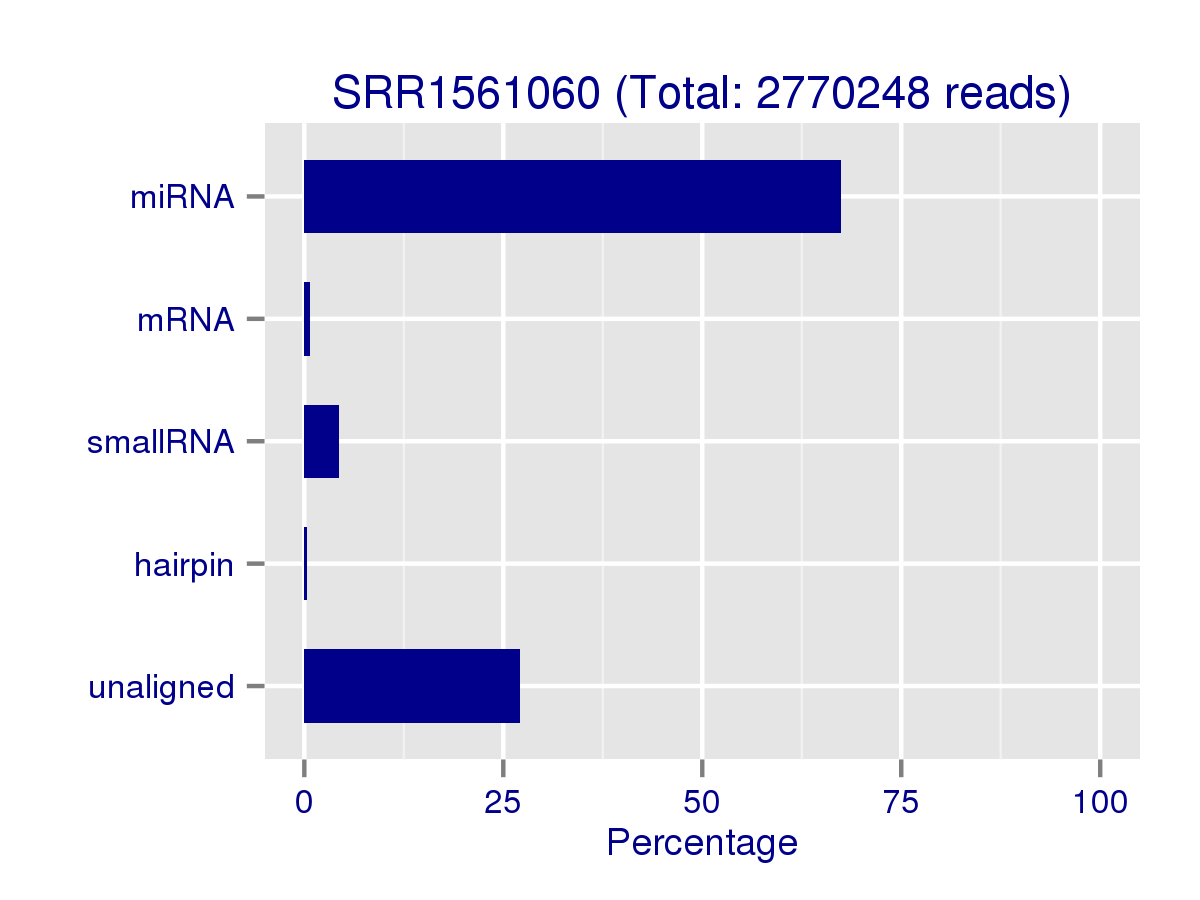 SRR1561060 (Total: 2770248 reads)
miRNA
mRNA
smallRNA
hairpin
unaligned
0 25 50 75 100
Percentage